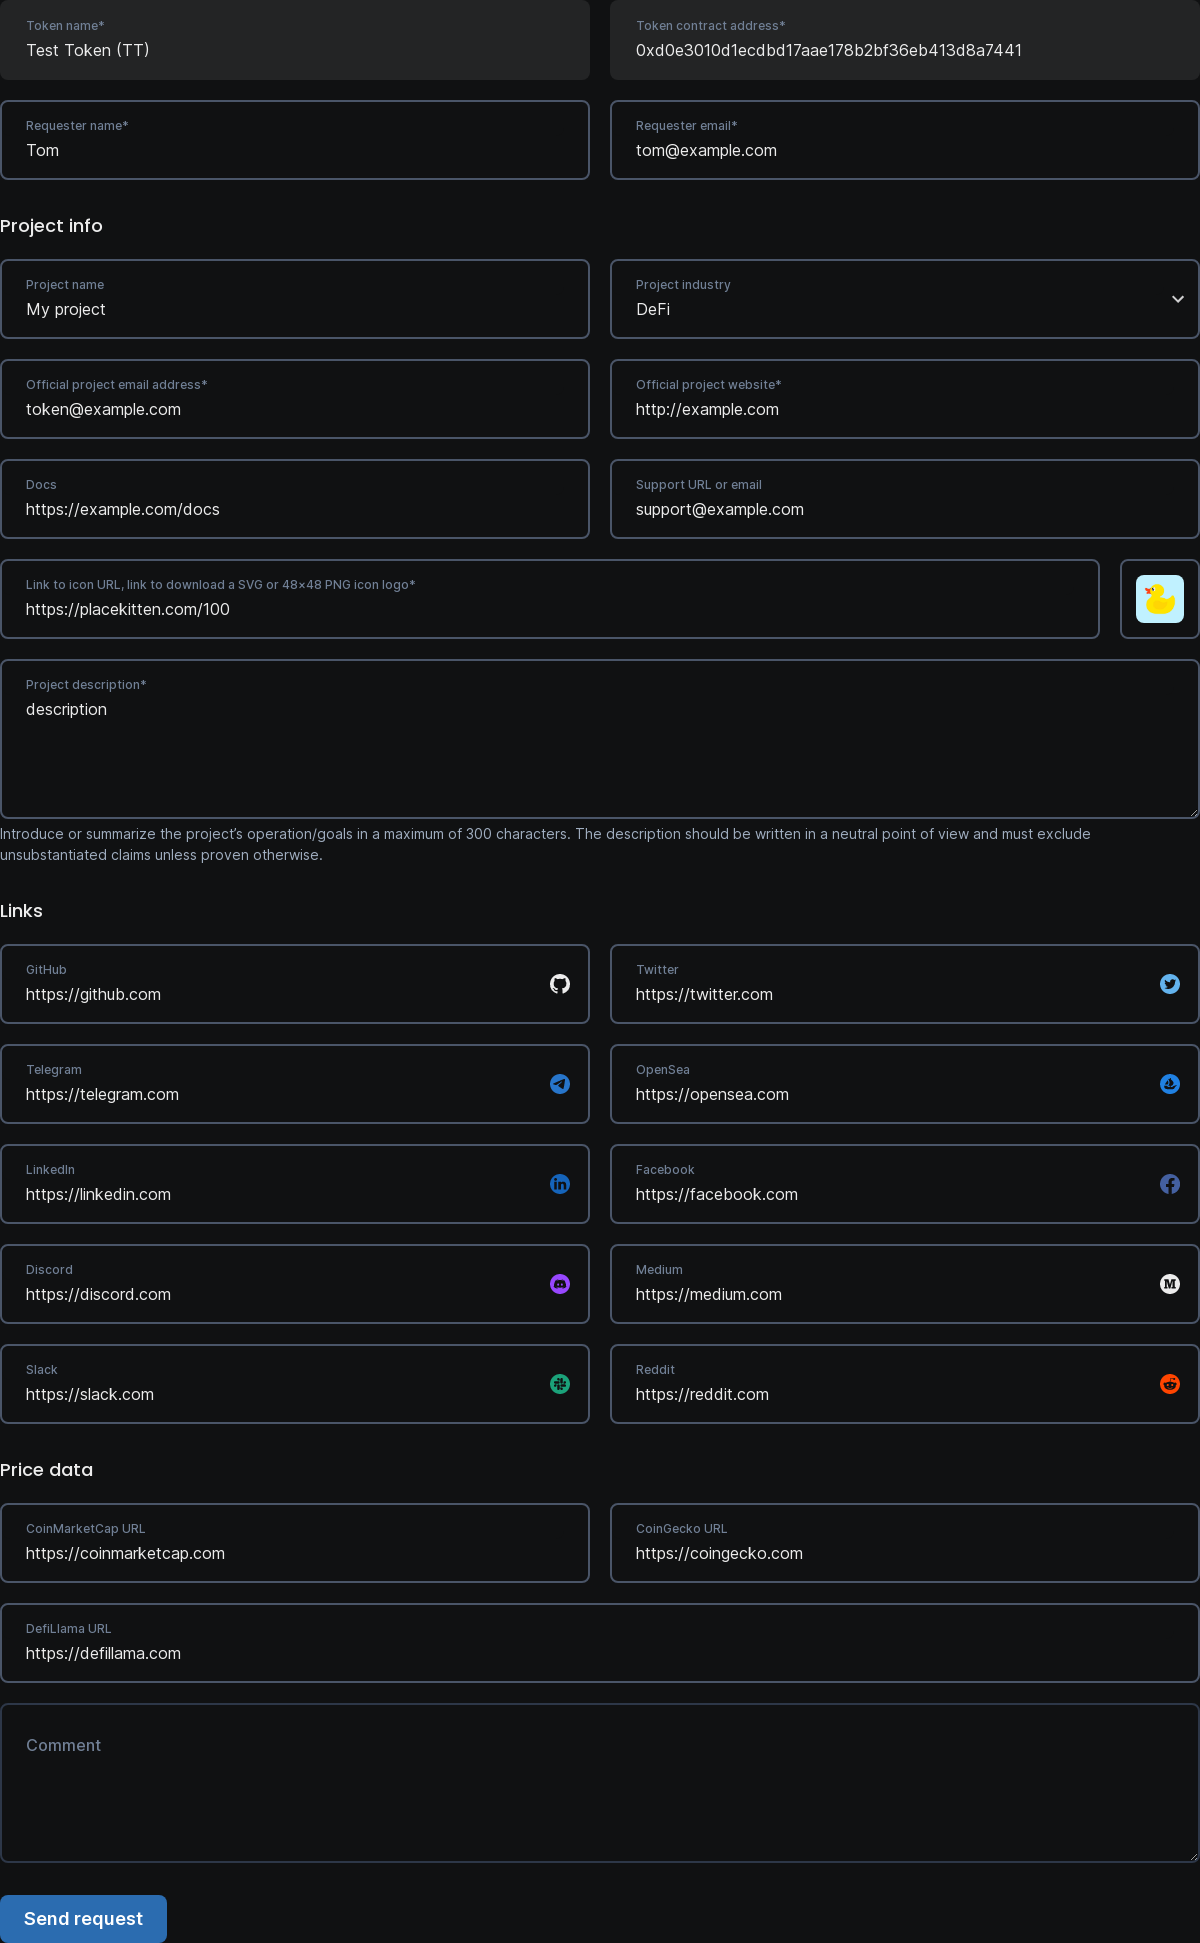 Token name*
Test Token (TT)
Token contract address*
0xd0e3010d1ecdbd17aae178b2bf36eb413d8a7441
Requester name*
Tom
Requester email*
tom@example.com
Project info
Project name
My project
Project industry
DeFi
Official project email address*
token@example.com
Official project website*
http://example.com
Docs
https://example.com/docs
Support URL or email
support@example.com
Link to icon URL, link to download a SVG or 48×48 PNG icon logo*
https://placekitten.com/100
Project description*
description
Introduce or summarize the project’s operation/goals in a maximum of 300 characters. The description should be written in a neutral point of view and must exclude
unsubstantiated claims unless proven otherwise.
Links
GitHub
https://github.com
Twitter
https://twitter.com
Telegram
https://telegram.com
OpenSea
https://opensea.com
LinkedIn
https://linkedin.com
Facebook
https://facebook.com
Discord
https://discord.com
Medium
https://medium.com
Slack
https://slack.com
Reddit
https://reddit.com
Price data
CoinMarketCap URL
https://coinmarketcap.com
CoinGecko URL
https://coingecko.com
DefiLlama URL
https://defillama.com
Comment
Send request